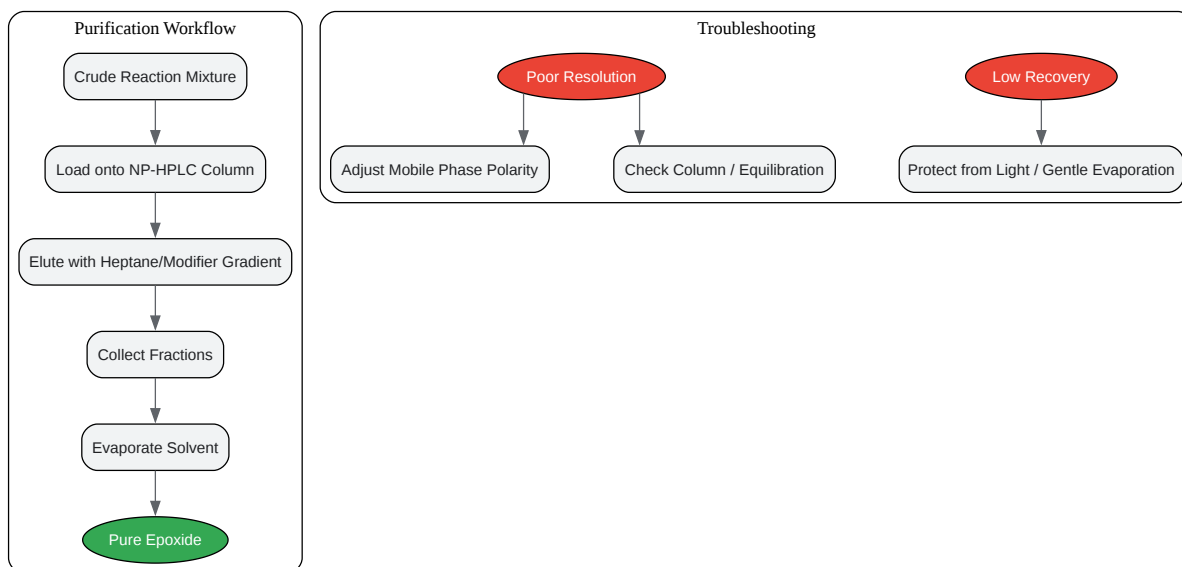 Purification Workflow
Crude Reaction Mixture
Load onto NP-HPLC Column
Elute with Heptane/Modifier Gradient
Collect Fractions
Evaporate Solvent
Pure Epoxide
Troubleshooting
Poor Resolution
Low Recovery
Adjust Mobile Phase Polarity
Check Column / Equilibration
Protect from Light / Gentle Evaporation